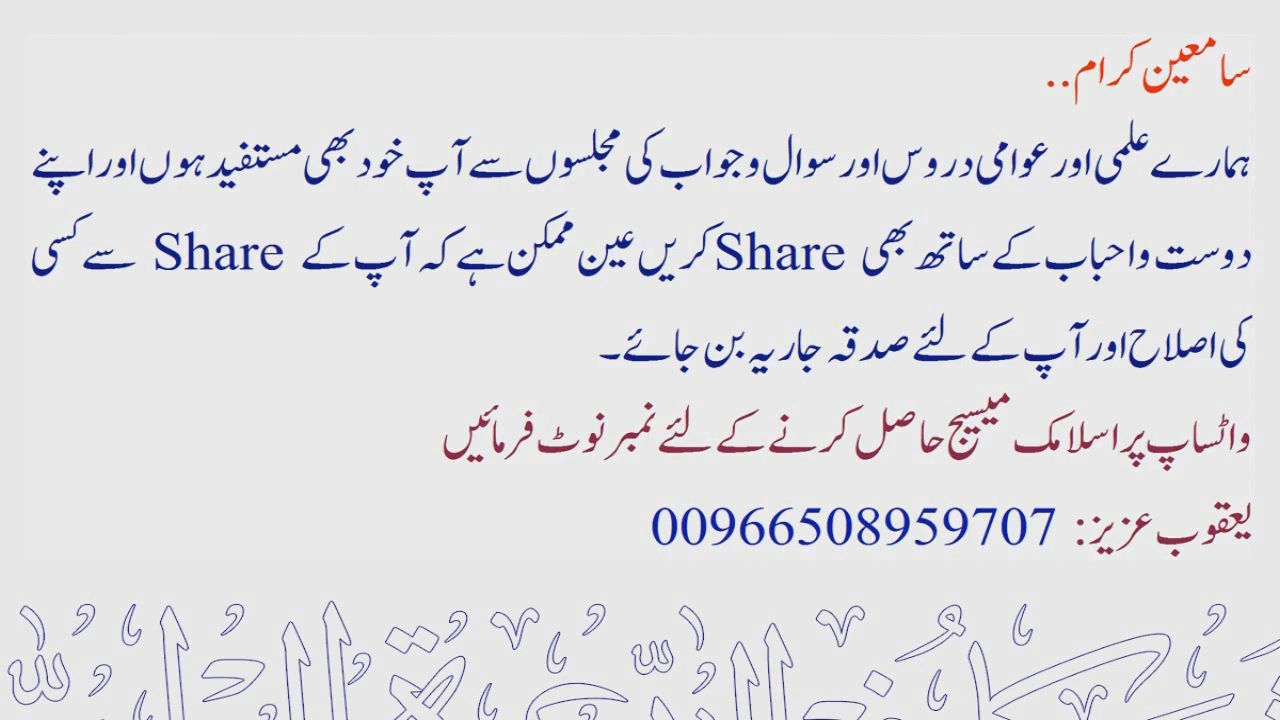 سامعین کرام..
ہمارے علمی اور عوامی دروس اور سوال و جواب کی مجلسوں سے آپ خود بھی مستفید ہوں اور اپنے
دوست و احباب کے ساتھ بھی Share کریں عین ممکن ہے کہ آپ کے Share سے کسی
کی اصلاح اور آپ کے لئے صدقہ جاریہ بن جائے۔
واٹساپ پر اسلامک میسیج حاصل کرنے کے لئے نمبر نوٹ فرمائیں
یعقوب عزیز: 00966508959707